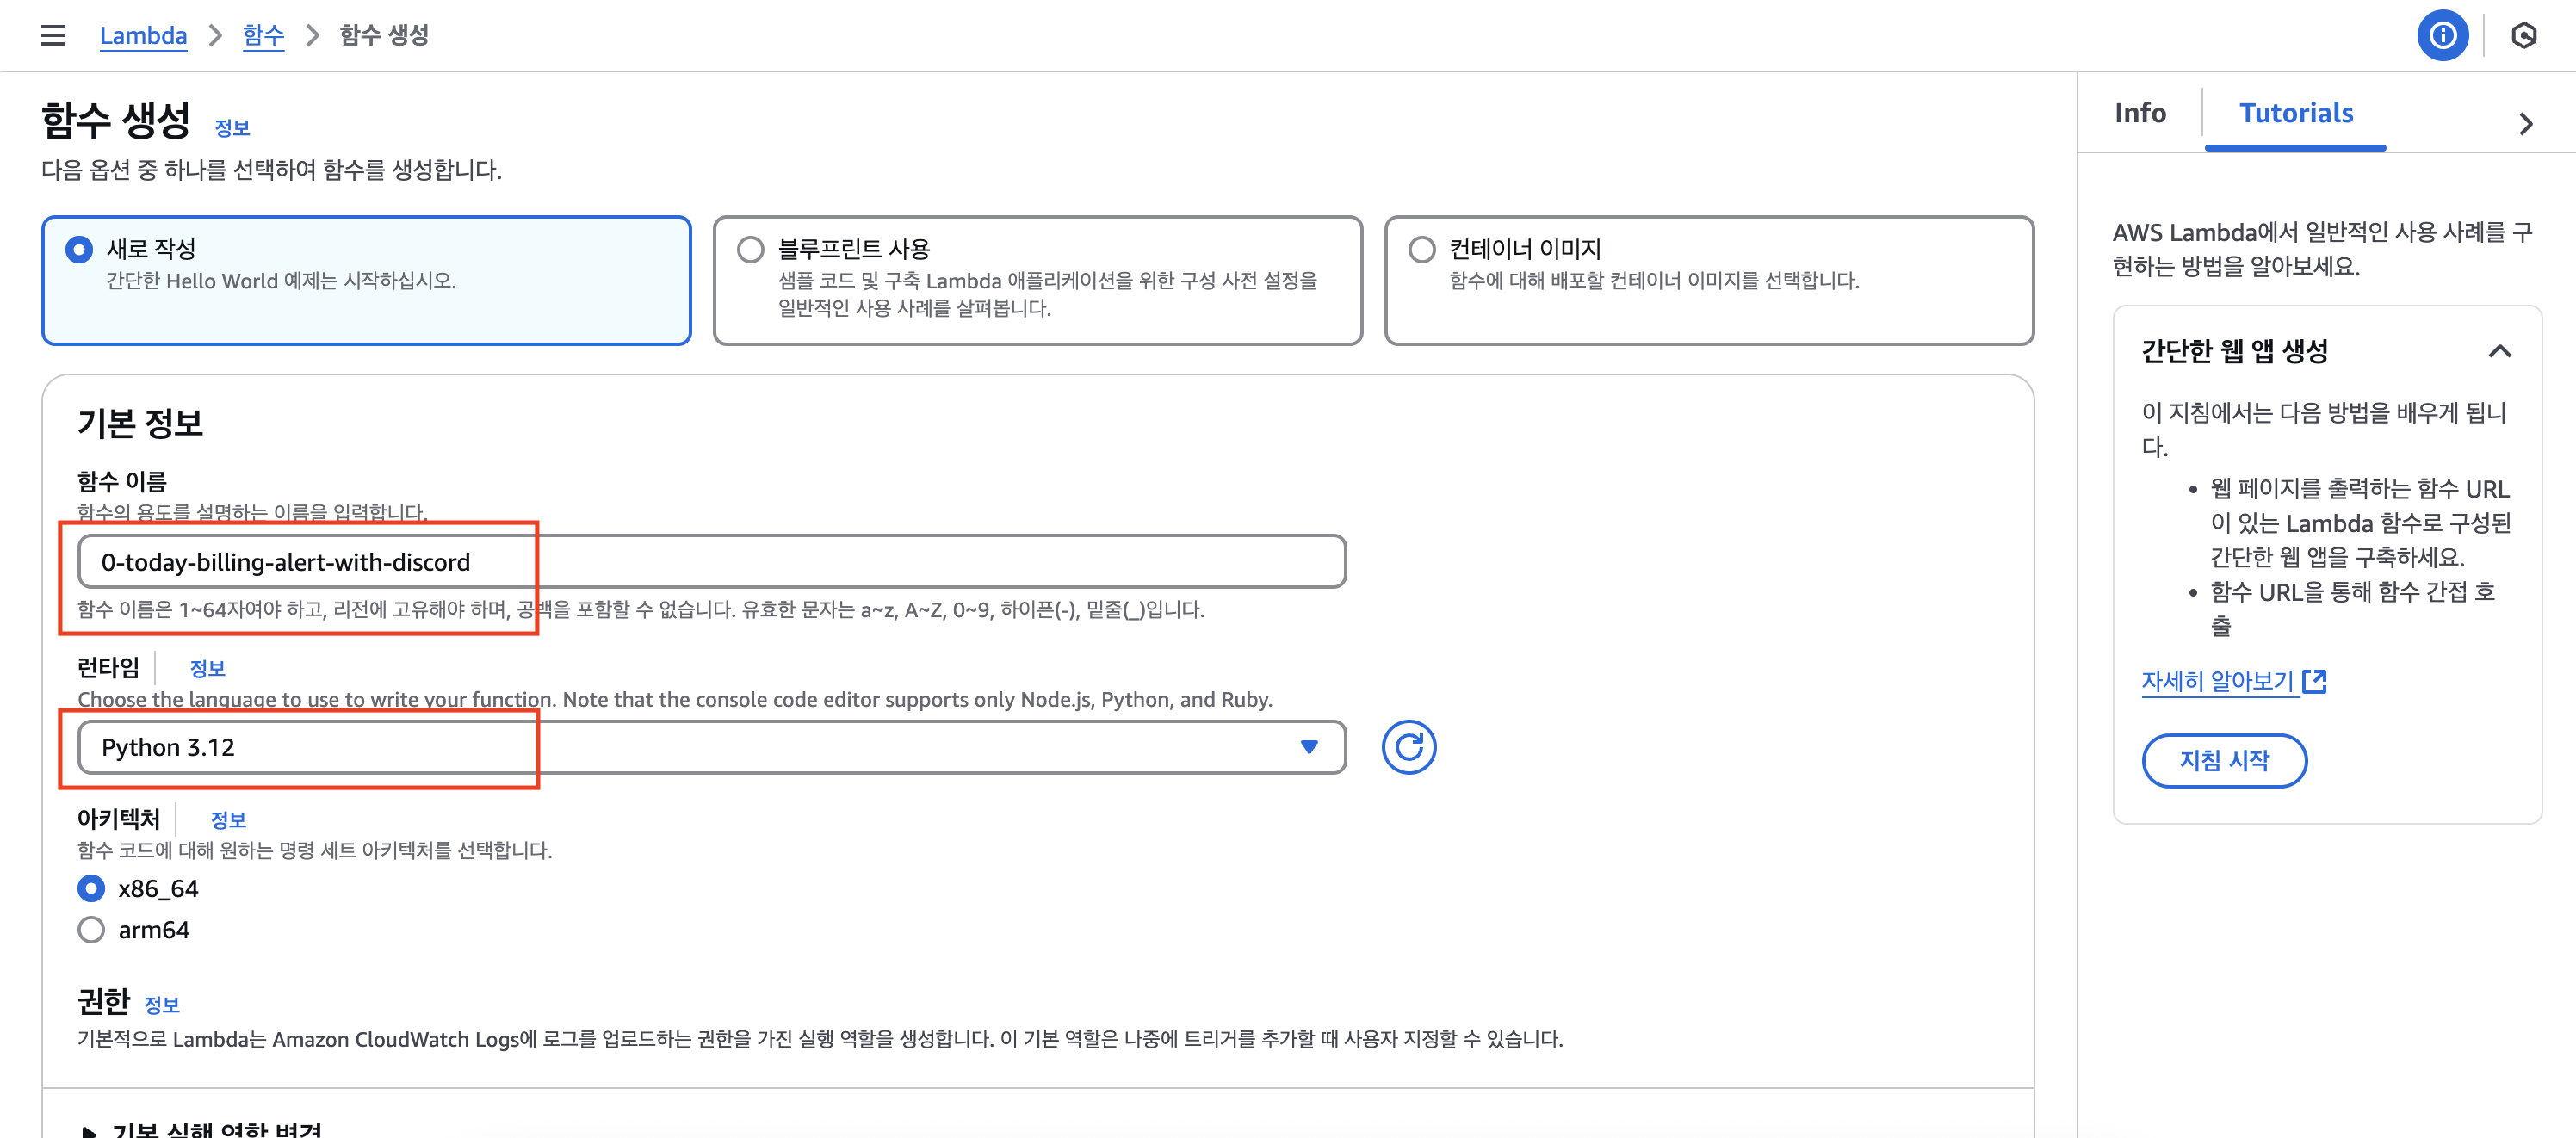 Lambda > 함수 > 함수 생성
함수 생성 정보
다음 옵션 중 하나를 선택하여 함수를 생성합니다.
새로 작성
간단한 Hello World 예제는 시작하십시오.
블루프린트 사용
샘플 코드 및 구축 Lambda 애플리케이션을 위한 구성 사전 설정을
일반적인 사용 사례를 살펴봅니다.
컨테이너 이미지
함수에 대해 배포할 컨테이너 이미지를 선택합니다.
기본 정보
함수 이름
함수의 용도를 설명하는 이름을 입력합니다.
0-today-billing-alert-with-discord
함수 이름은 1~64자여야 하고, 리전에 고유해야 하며, 공백을 포함할 수 없습니다. 유효한 문자는 a~z, A~Z, 0~9, 하이픈(-), 밑줄(_)입니다.
런타임 정보
Choose the language to use to write your function. Note that the console code editor supports only Node.js, Python, and Ruby.
Python 3.12
아키텍처 정보
함수 코드에 대해 원하는 명령 세트 아키텍처를 선택합니다.
x86_64
arm64
권한 정보
기본적으로 Lambda는 Amazon CloudWatch Logs에 로그를 업로드하는 권한을 가진 실행 역할을 생성합니다. 이 기본 역할은 나중에 트리거를 추가할 때 사용자 지정할 수 있습니다.
기본 실행 역할 변경
Info
Tutorials
AWS Lambda에서 일반적인 사용 사례를 구
현하는 방법을 알아보세요.
간단한 웹 앱 생성
이 지침에서는 다음 방법을 배우게 됩니
다.
• 웹 페이지를 출력하는 함수 URL
이 있는 Lambda 함수로 구성된
간단한 웹 앱을 구축하세요.
• 함수 URL을 통해 함수 간접 호
출
자세히 알아보기
지침 시작